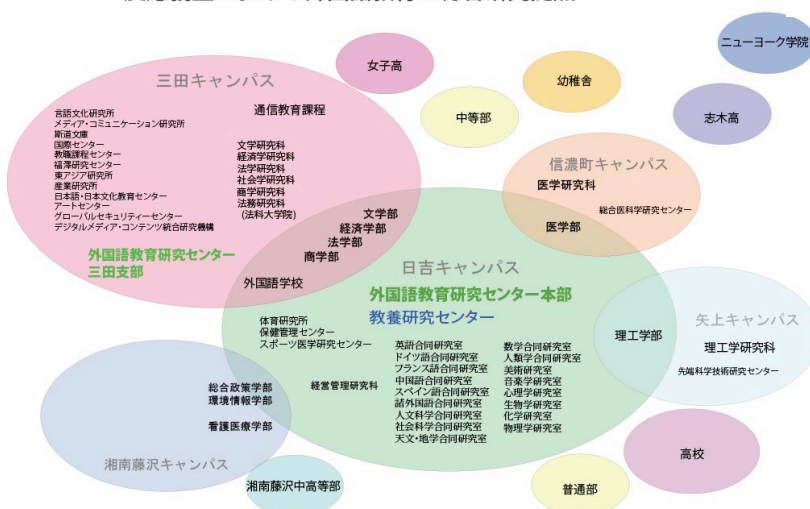 ニューヨーク学院
女子高
幼稚舎
中等部
志木高
三田キャンパス
言語文化研究所
メディア・コミュニケーション研究所
斯道文庫
国際センター
教職課程センター
福澤研究センター
東アジア研究所
産業研究所
日本語・日本文化教育センター
アートセンター
グローバルセキュリティーセンター
デジタルメディア・コンテンツ統合研究機構
通信教育課程
文学研究科
経済学研究科
法学研究科
社会学研究科
商学研究科
法務研究科
(法科大学院)
外国語教育研究センター
三田支部
文学部
経済学部
法学部
商学部
外国語学校
信濃町キャンパス
医学研究科
総合医科学研究センター
医学部
日吉キャンパス
外国語教育研究センター本部
教養研究センター
体育研究所
保健管理センター
スポーツ医学研究センター
経営管理研究科
英語合同研究室
ドイツ語合同研究室
フランス語合同研究室
中国語合同研究室
スペイン語合同研究室
諸外国語合同研究室
人文科学合同研究室
社会科学合同研究室
天文・地学合同研究室
数学合同研究室
人類学合同研究室
美術研究室
音楽学研究室
心理学研究室
生物学研究室
化学研究室
物理学研究室
理工学部
矢上キャンパス
理工学研究科
先端科学技術研究センター
総合政策学部
環境情報学部
看護医療学部
湘南藤沢キャンパス
湘南藤沢中高等部
普通部
高校